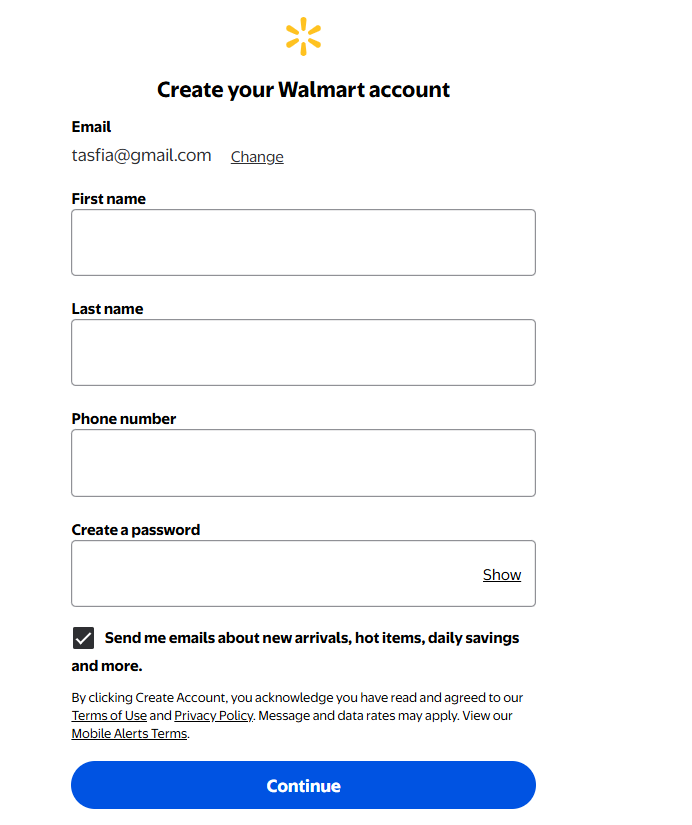 Create your Walmart account
Email
tasfia@gmail.com Change
First name
Last name
Phone number
Create a password
Show
Send me emails about new arrivals, hot items, daily savings
and more.
By clicking Create Account, you acknowledge you have read and agreed to our
Terms of Use and Privacy Policy. Message and data rates may apply. View our
Mobile Alerts Terms.
Continue